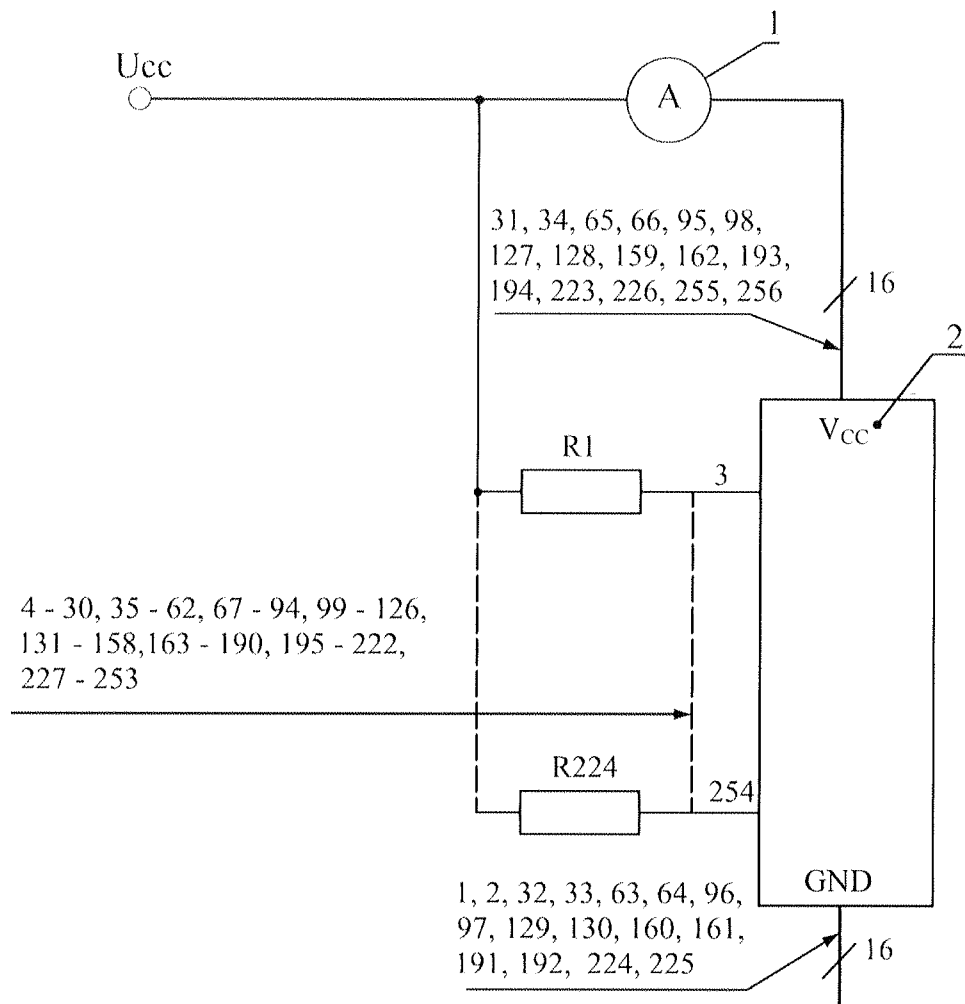 1
Ucc
A
31, 34, 65, 66, 95, 98,
127, 128, 159, 162, 193,
194, 223, 226, 255, 256
16
2
VCC
R1
3
4 - 30, 35 - 62, 67 - 94, 99 - 126,
131 - 158,163 - 190, 195 - 222,
227 - 253
R224
254
GND
1, 2, 32, 33, 63, 64, 96,
97, 129, 130, 160, 161,
191, 192, 224, 225
16